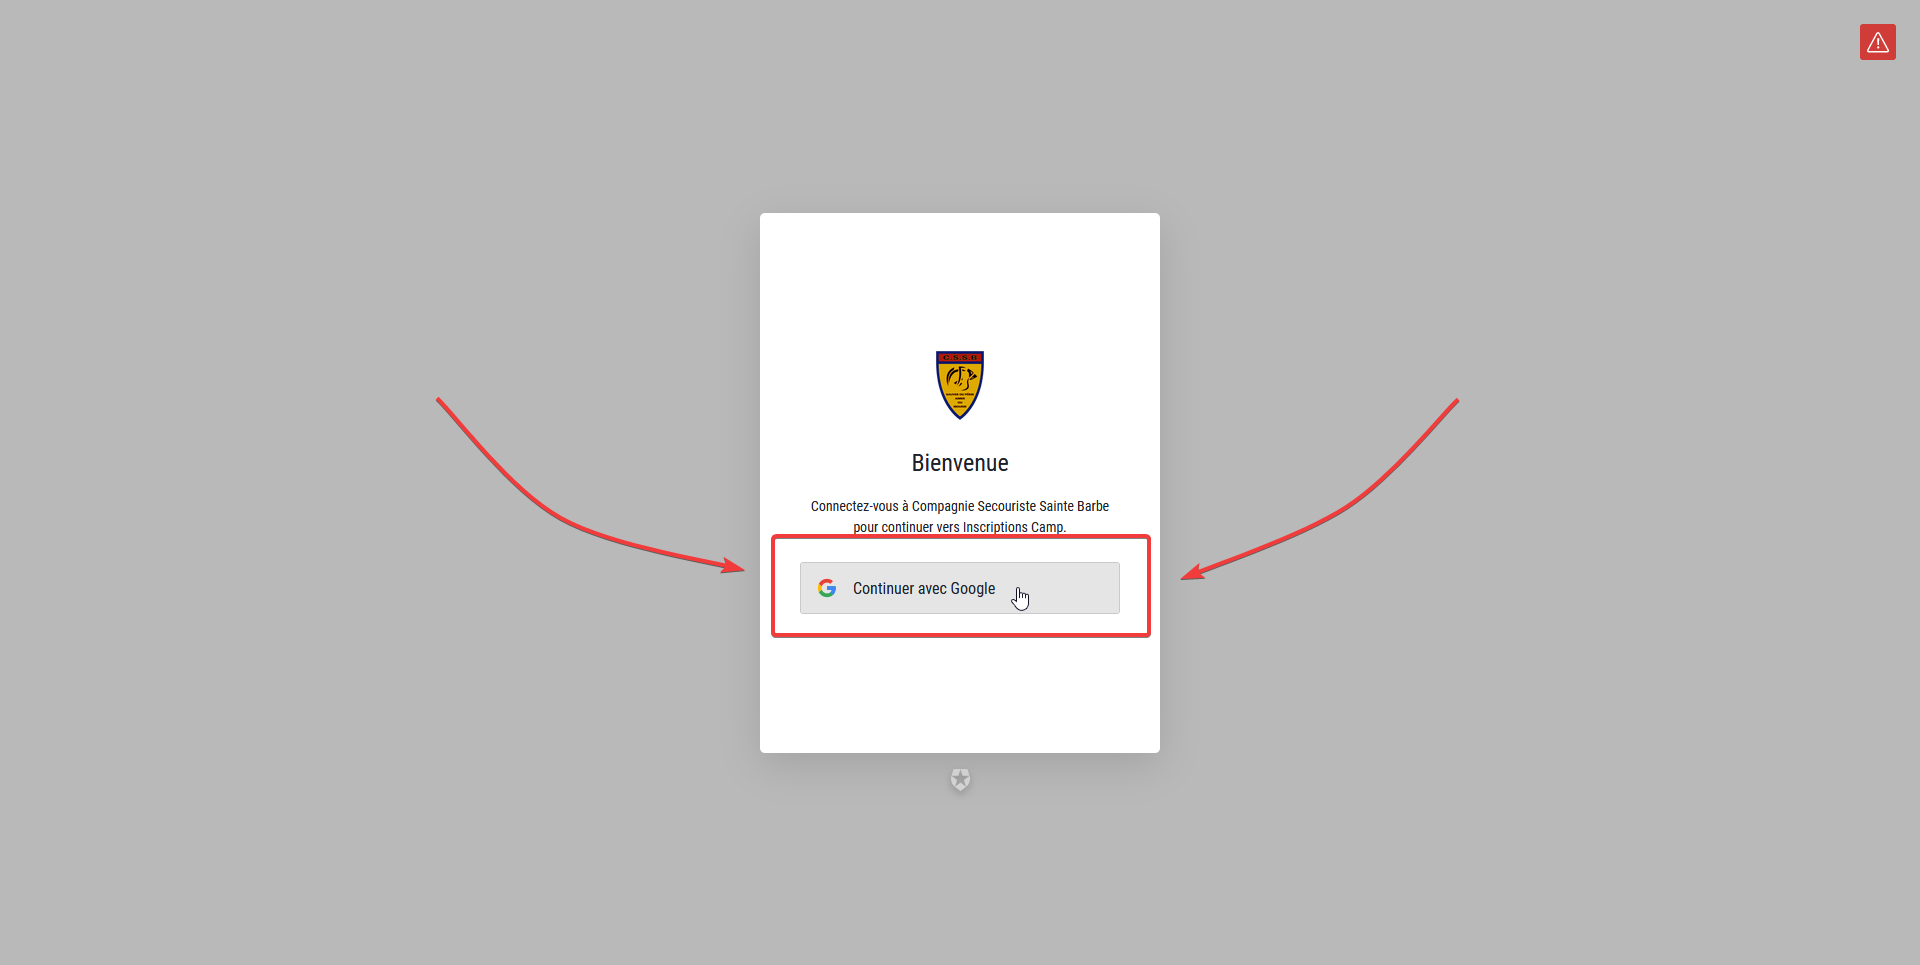 C.S.S.B
Bienvenue
Connectez-vous à Compagnie Secouriste Sainte Barbe
pour continuer vers Inscriptions Camp.
Continuer avec Google